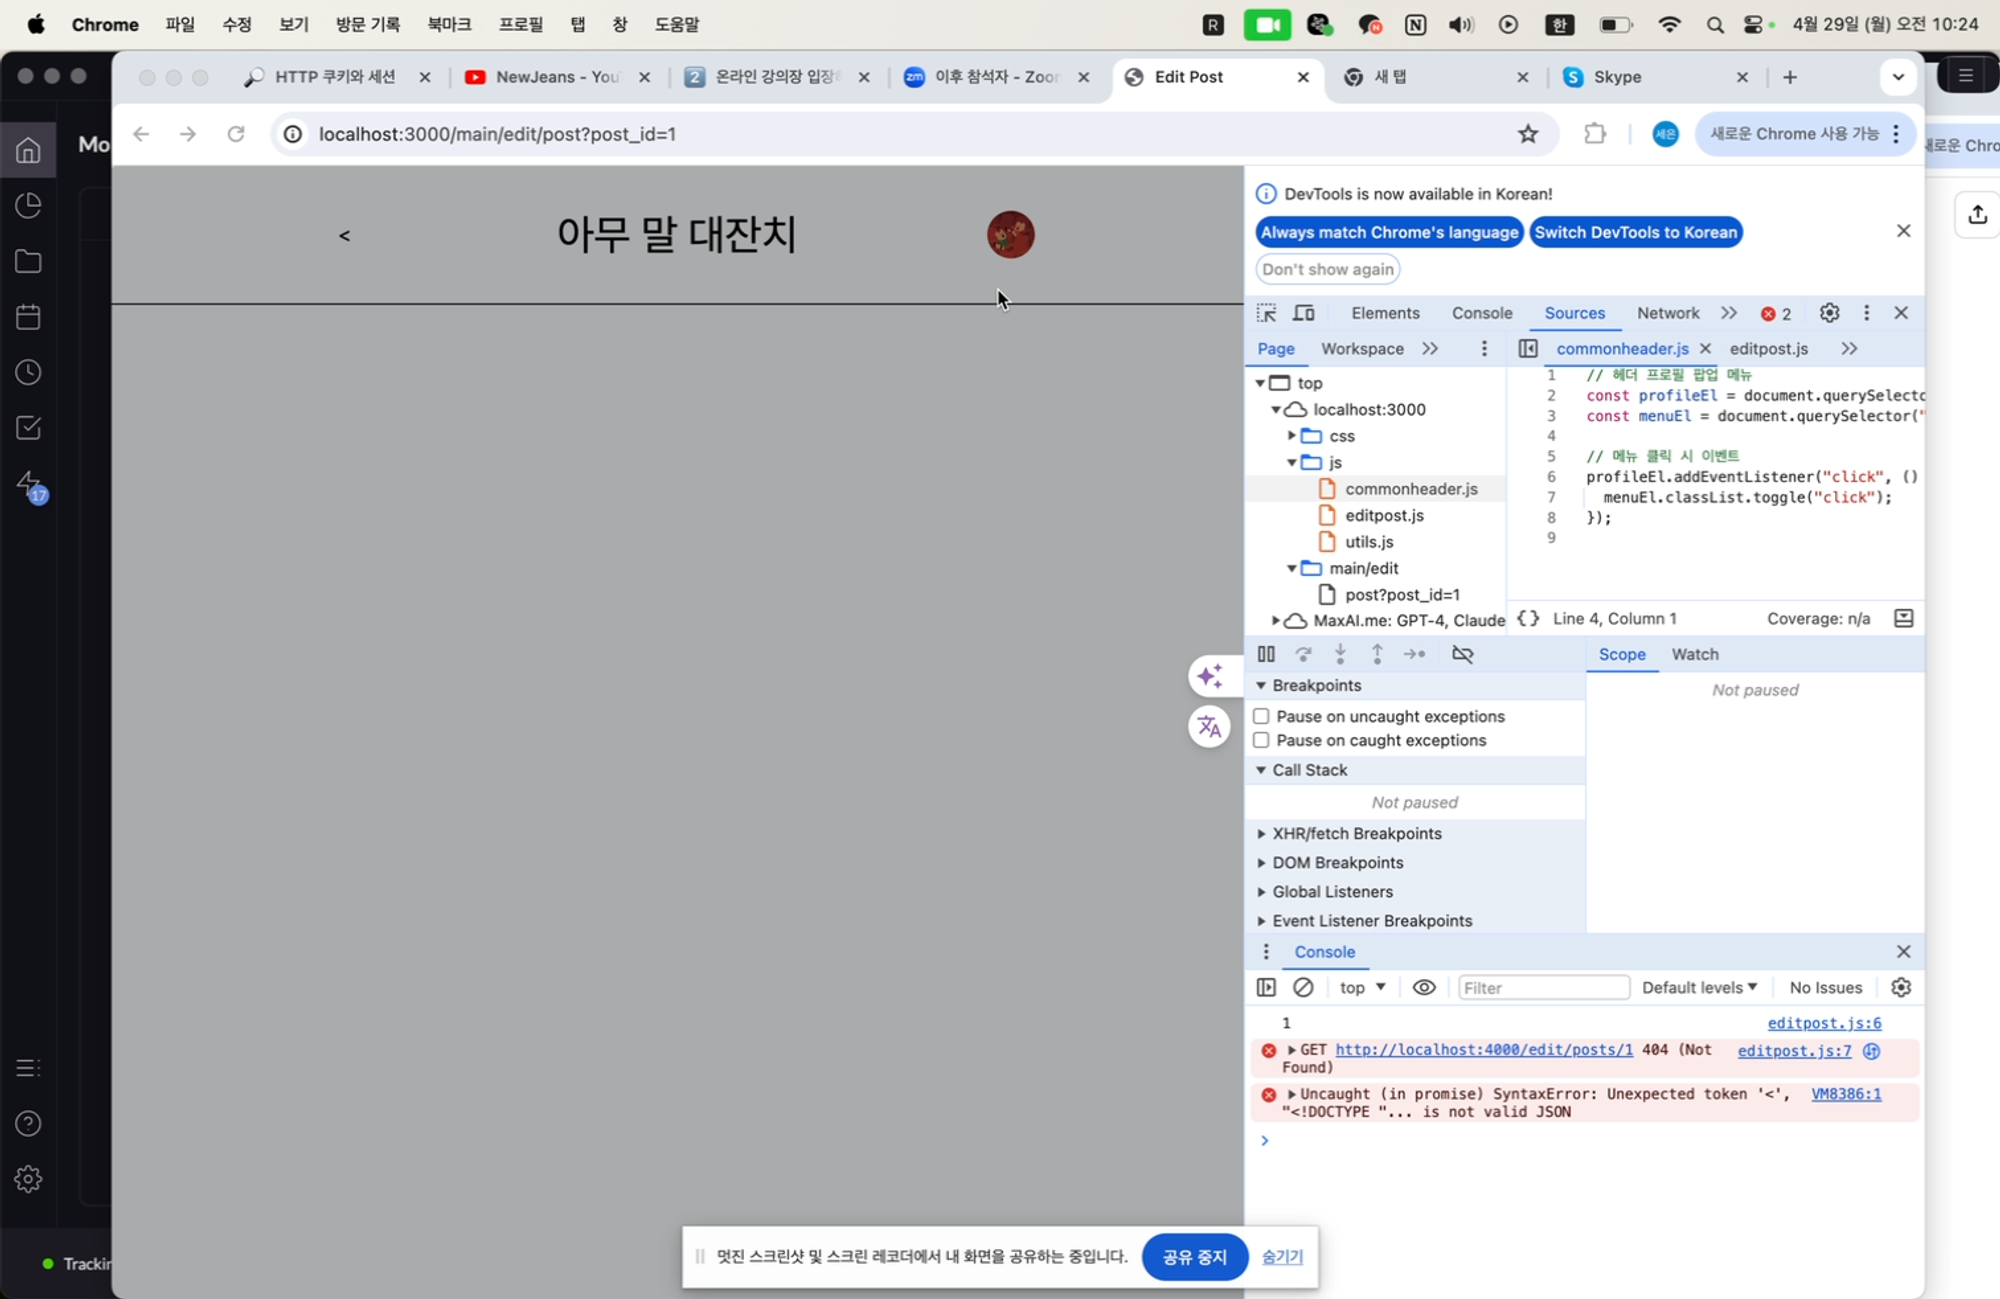 Chrome 파일 수정 보기 방문 기록 북마크 프로필 탭 창 도움말 한 4월 29일 (월) 오전 10:24
HTTP 쿠키와 세션 NewJeans - You 2 온라인 강의장 입장 zm 이후 참석자 - Zoon Edit Post 새 탭 Skype
localhost:3000/main/edit/post?post_id=1 세온 새로운 Chrome 사용 가능 새로운 Chro
Mo
17
Trackin
< 아무 말 대잔치
DevTools is now available in Korean!
Always match Chrome's language Switch DevTools to Korean
Don't show again
Elements Console Sources Network 2
Page Workspace commonheader.js editpost.js
top
localhost:3000
css
js
commonheader.js
editpost.js
utils.js
main/edit
post?post_id=1
MaxAI.me: GPT-4, Claude
1 // 헤더 프로필 팝업 메뉴
2 const profileEl = document.querySelecto
3 const menuEl = document.querySelector("
4
5 // 메뉴 클릭 시 이벤트
6 profileEl.addEventListener("click", ()
7 menuEl.classList.toggle("click");
8 });
9
{} Line 4, Column 1 Coverage: n/a
Scope Watch
Not paused
Breakpoints
Pause on uncaught exceptions
Pause on caught exceptions
Call Stack
Not paused
XHR/fetch Breakpoints
DOM Breakpoints
Global Listeners
Event Listener Breakpoints
Console
top Filter Default levels No Issues
1 editpost.js:6
GET http://localhost:4000/edit/posts/1 404 (Not editpost.js:7
Found)
Uncaught (in promise) SyntaxError: Unexpected token '<', VM8386:1
"<!DOCTYPE "... is not valid JSON
멋진 스크린샷 및 스크린 레코더에서 내 화면을 공유하는 중입니다. 공유 중지 숨기기